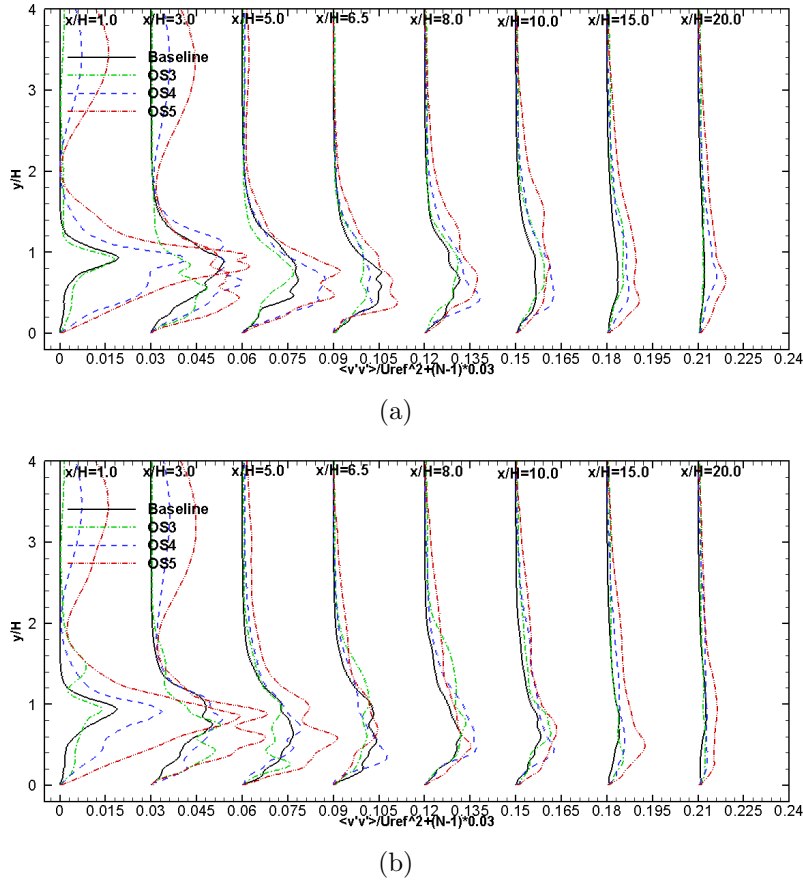 x/H=1.0 x/H=3.0 x/H=5.0 x/H=6.5 x/H=8.0 x/H=10.0 x/H=15.0 x/H=20.0
4
Baseline
OS3
OS4
OS5
3
2
1
0
y/H
0 0.015 0.03 0.045 0.06 0.075 0.09 0.105 0.12 0.135 0.15 0.165 0.18 0.195 0.21 0.225 0.24
<v'v'>/Uref^2+(N-1)*0.03
(a)
x/H=1.0 x/H=3.0 x/H=5.0 x/H=6.5 x/H=8.0 x/H=10.0 x/H=15.0 x/H=20.0
4
Baseline
OS3
OS4
OS5
3
2
1
0
y/H
0 0.015 0.03 0.045 0.06 0.075 0.09 0.105 0.12 0.135 0.15 0.165 0.18 0.195 0.21 0.225 0.24
<v'v'>/Uref^2+(N-1)*0.03
(b)